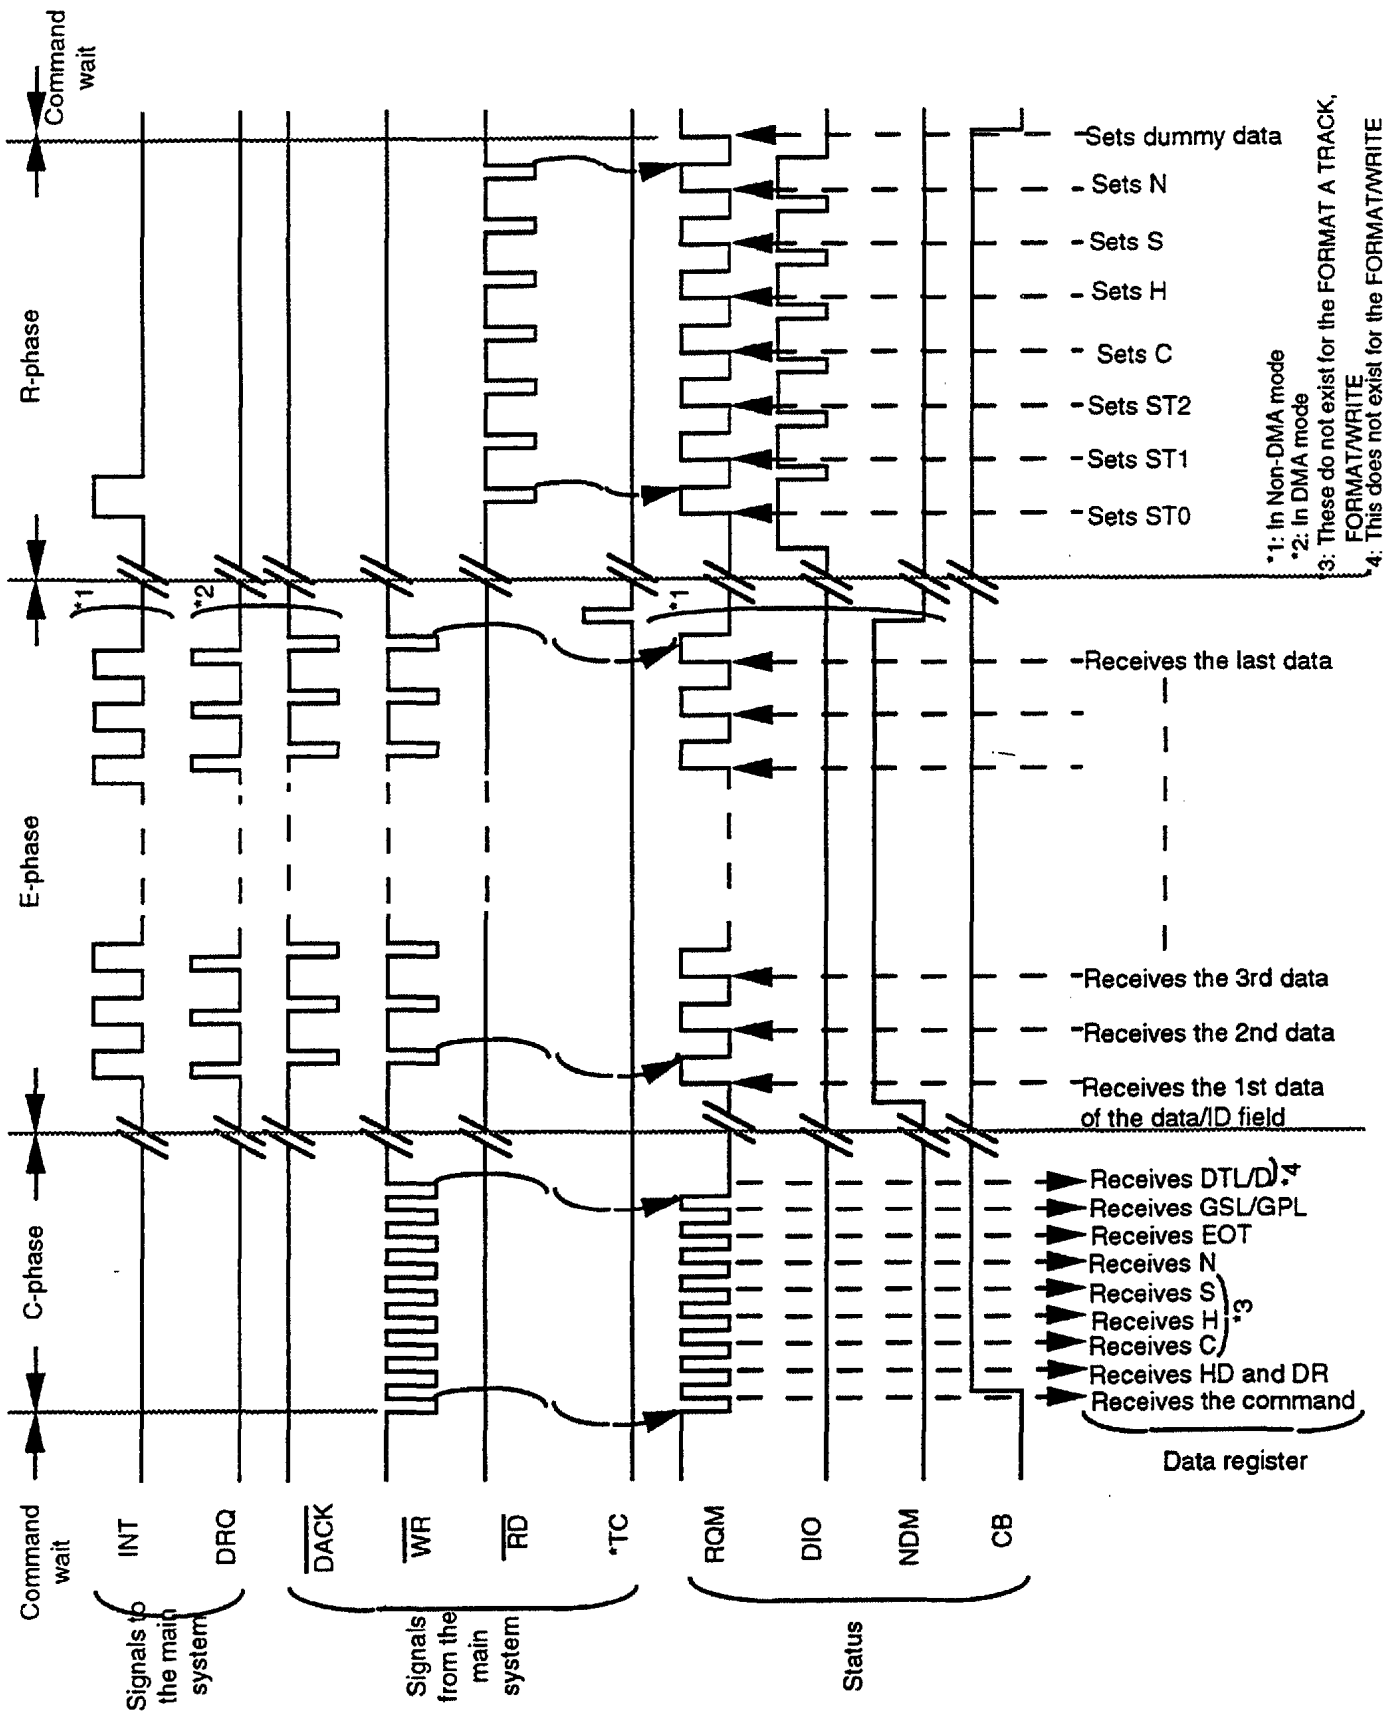 Command
wait
C-phase
E-phase
R-phase
Command
wait
Signals to
the main
system
INT
DRQ
Signals
from the
main
system
DACK
WR
RD
*TC
Status
RQM
DIO
NDM
CB
*1
*2
*1
Sets dummy data
Sets N
Sets S
Sets H
Sets C
Sets ST2
Sets ST1
Sets ST0
Receives the last data
Receives the 3rd data
Receives the 2nd data
Receives the 1st data
of the data/ID field
Receives DTL/D
*4
Receives GSL/GPL
Receives EOT
Receives N
Receives S
Receives H
Receives C
*3
Receives HD and DR
Receives the command
Data register
*1: In Non-DMA mode
*2: In DMA mode
*3: These do not exist for the FORMAT A TRACK,
FORMAT/WRITE
*4: This does not exist for the FORMAT/WRITE